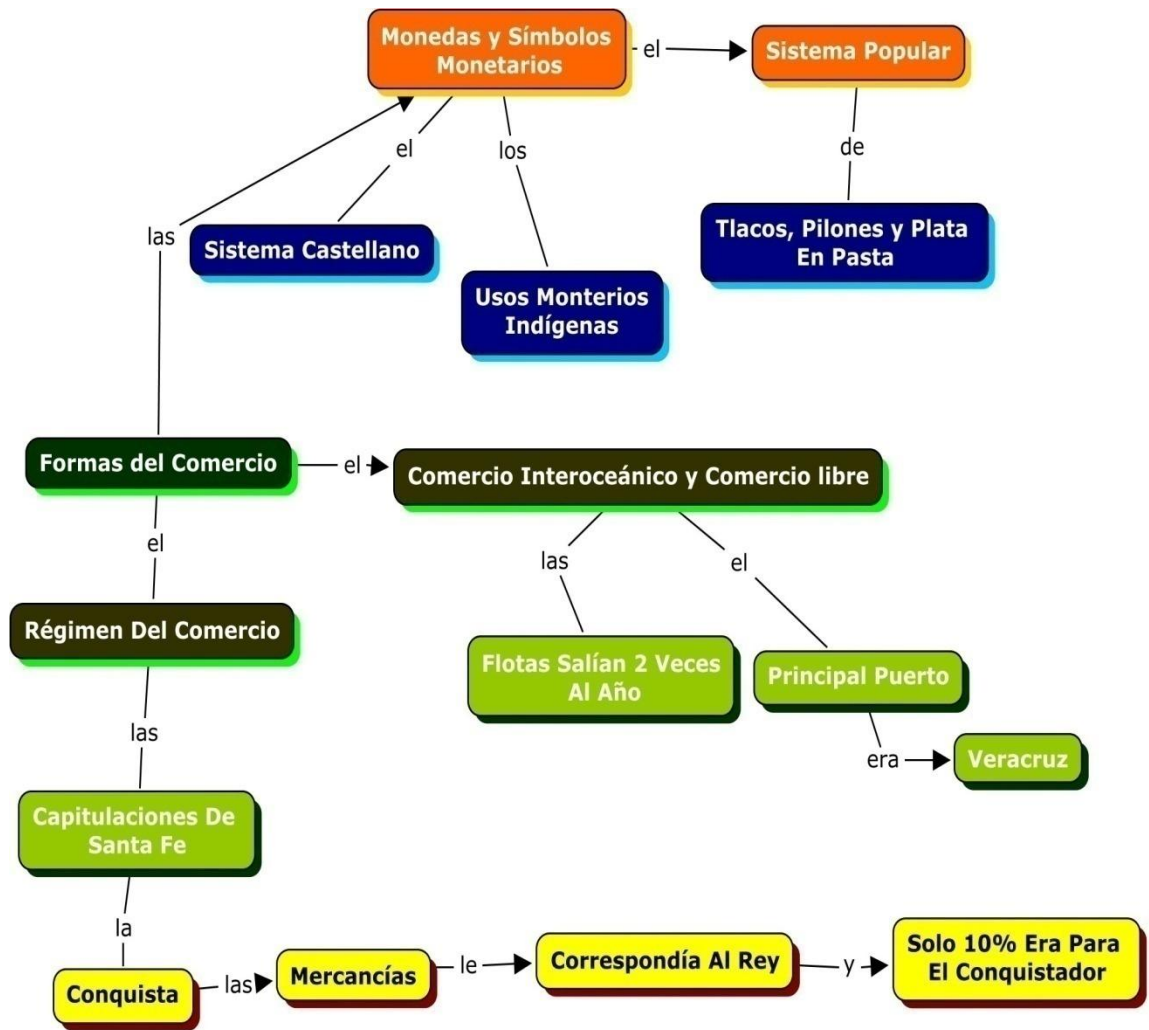 Monedas y Símbolos
Monetarios
el
Sistema Popular
el
los
de
las
Sistema Castellano
Tlacos, Pilones y Plata
En Pasta
Usos Monterios
Indígenas
Formas del Comercio
el
Comercio Interoceánico y Comercio libre
el
las
el
Régimen Del Comercio
Flotas Salían 2 Veces
Al Año
Principal Puerto
las
era
Veracruz
Capitulaciones De
Santa Fe
la
Conquista
las
Mercancías
le
Correspondía Al Rey
y
Solo 10% Era Para
El Conquistador